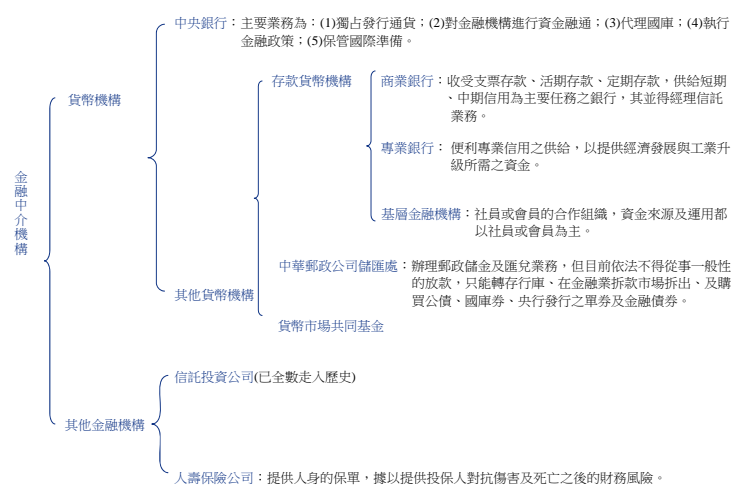 金融中介機構
貨幣機構
中央銀行：主要業務為：(1)獨占發行通貨；(2)對金融機構進行資金融通；(3)代理國庫；(4)執行
金融政策；(5)保管國際準備。
其他貨幣機構
存款貨幣機構
商業銀行：收受支票存款、活期存款、定期存款，供給短期
、中期信用為主要任務之銀行，其並得經理信託
業務。
專業銀行： 便利專業信用之供給，以提供經濟發展與工業升
級所需之資金。
基層金融機構：社員或會員的合作組織，資金來源及運用都
以社員或會員為主。
中華郵政公司儲匯處：辦理郵政儲金及匯兌業務，但目前依法不得從事一般性
的放款，只能轉存行庫、在金融業拆款市場拆出、及購
買公債、國庫券、央行發行之單券及金融債券。
貨幣市場共同基金
其他金融機構
信託投資公司(已全數走入歷史)
人壽保險公司：提供人身的保單，據以提供投保人對抗傷害及死亡之後的財務風險。